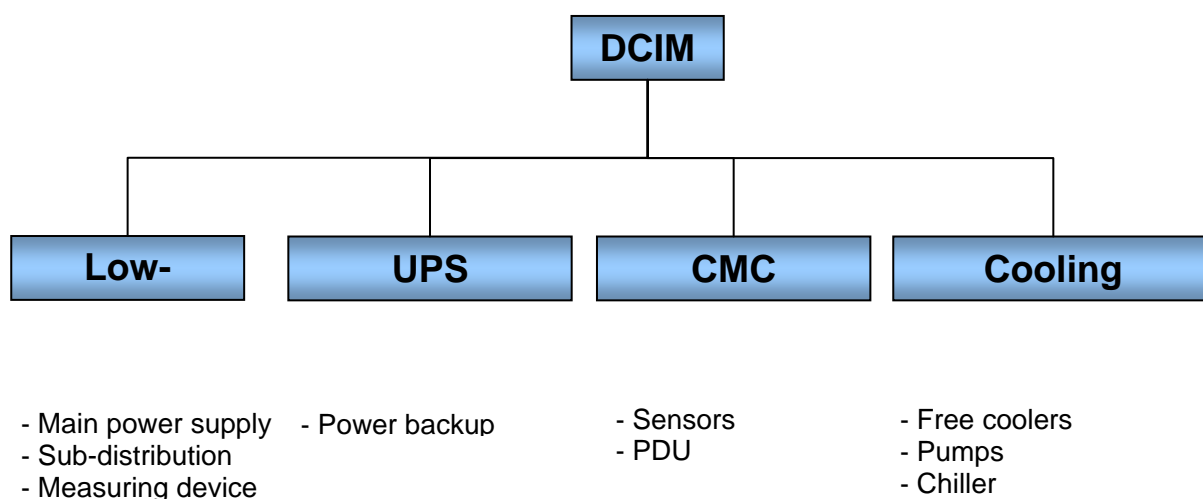 DCIM
Low-
UPS
CMC
Cooling
- Main power supply
- Sub-distribution
- Measuring device
- Power backup
- Sensors
- PDU
- Free coolers
- Pumps
- Chiller